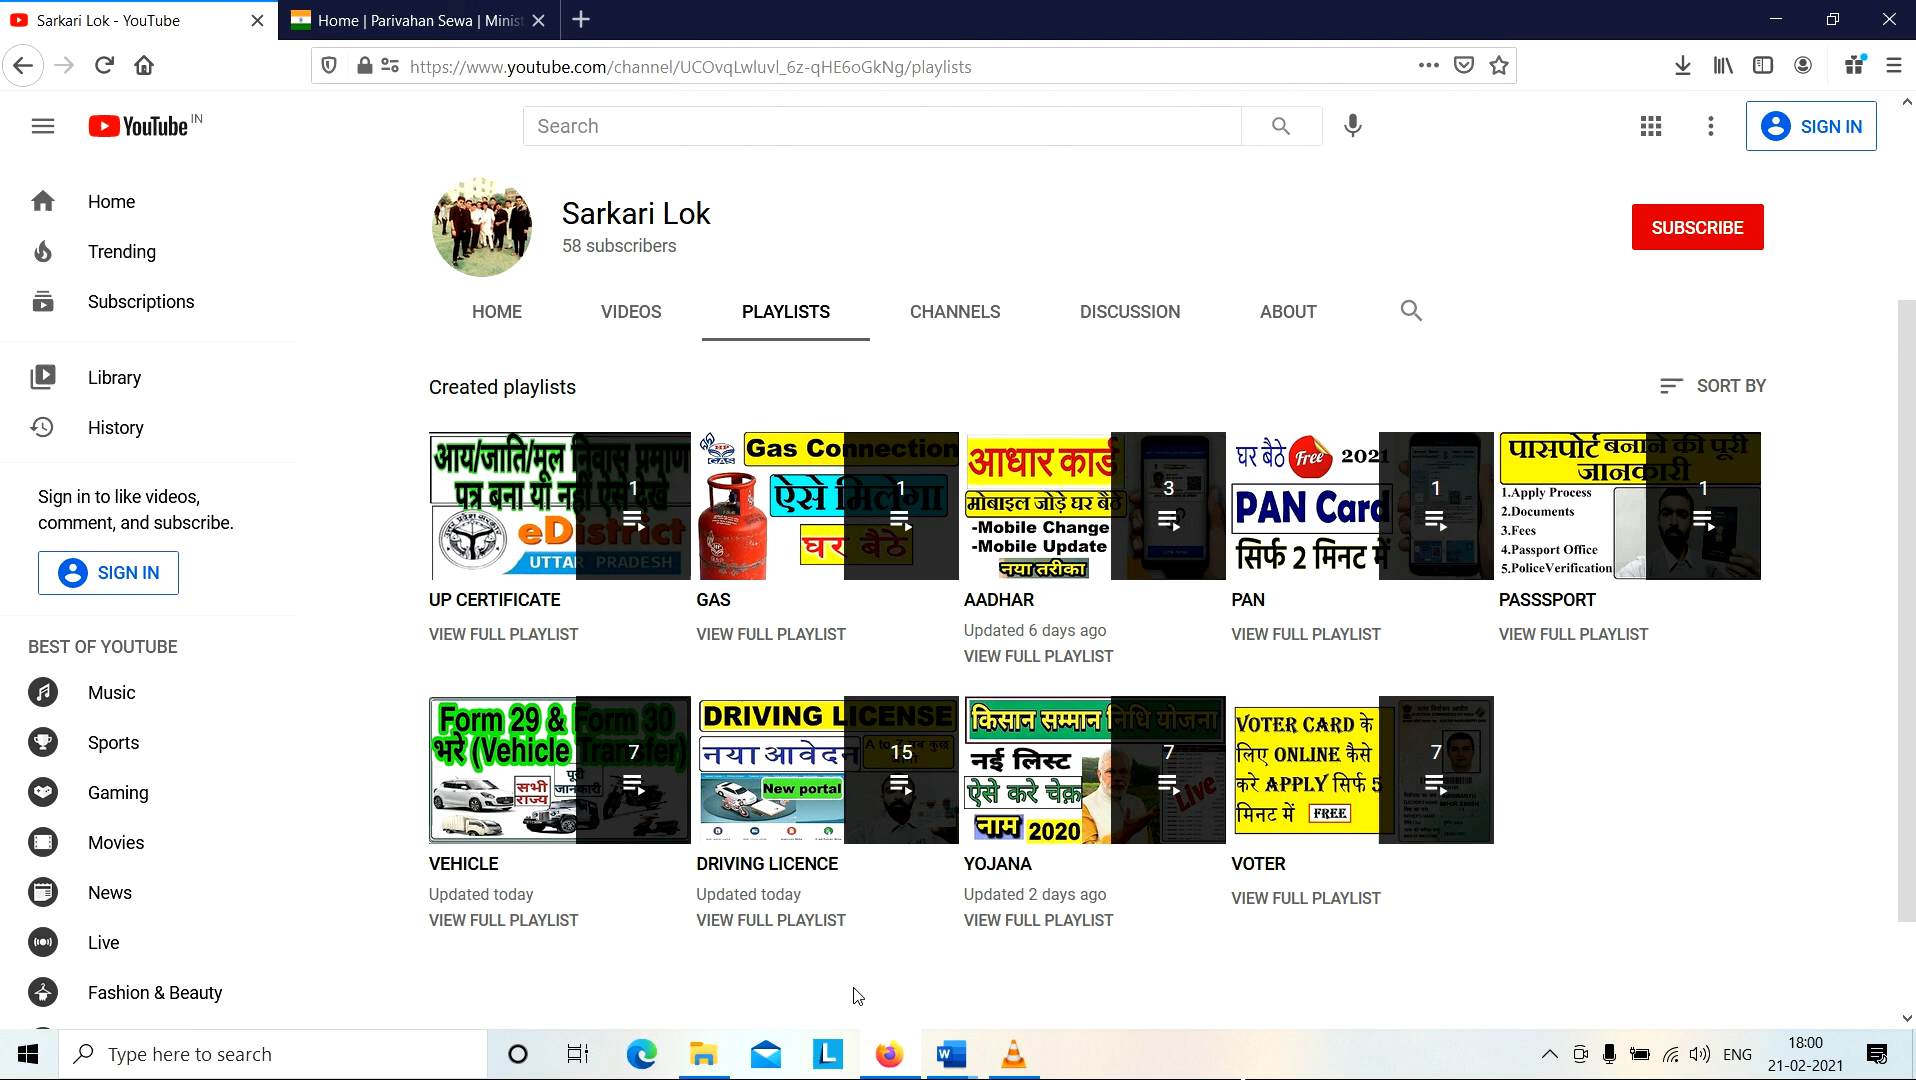 Sarkari Lok - YouTube
Home | Parivahan Sewa | Minist
https://www.youtube.com/channel/UCOvqLwluvl_6z-qHE6oGkNg/playlists
YouTube IN
Search
SIGN IN
Home
Trending
Subscriptions
Library
History
Sign in to like videos,
comment, and subscribe.
SIGN IN
BEST OF YOUTUBE
Music
Sports
Gaming
Movies
News
Live
Fashion & Beauty
Sarkari Lok
58 subscribers
SUBSCRIBE
HOME VIDEOS PLAYLISTS CHANNELS DISCUSSION ABOUT
Created playlists
SORT BY
आय/जाति/मूल निवास प्रमाण
पत्र बना या नहीं ऐसे देखे
eDistrict
UTTAR PRADESH
1
UP CERTIFICATE
VIEW FULL PLAYLIST
HP GAS
Gas Connection
ऐसे मिलेगा
घर बैठे
1
GAS
VIEW FULL PLAYLIST
आधार कार्ड
मोबाइल जोड़े घर बैठे
-Mobile Change
-Mobile Update
नया तरीका
3
AADHAR
Updated 6 days ago
VIEW FULL PLAYLIST
घर बैठे Free 2021
PAN Card
सिर्फ 2 मिनट में
1
PAN
VIEW FULL PLAYLIST
पासपोर्ट बनाने की पूरी
जानकारी
1.Apply Process
2.Documents
3.Fees
4.Passport Office
5.PoliceVerification
1
PASSSPORT
VIEW FULL PLAYLIST
Form 29 & Form 30
भरे (Vehicle Transfer)
सभी
राज्य
पूरी
जानकारी
7
VEHICLE
Updated today
VIEW FULL PLAYLIST
DRIVING LICENSE
नया आवेदन
New portal
15
DRIVING LICENCE
Updated today
VIEW FULL PLAYLIST
किसान सम्मान निधि योजना
नई लिस्ट
ऐसे करे चेक
नाम 2020
Live
7
YOJANA
Updated 2 days ago
VIEW FULL PLAYLIST
VOTER CARD के
लिए ONLINE कैसे
करे APPLY सिर्फ 5
मिनट में FREE
7
VOTER
VIEW FULL PLAYLIST
Type here to search
ENG
18:00
21-02-2021